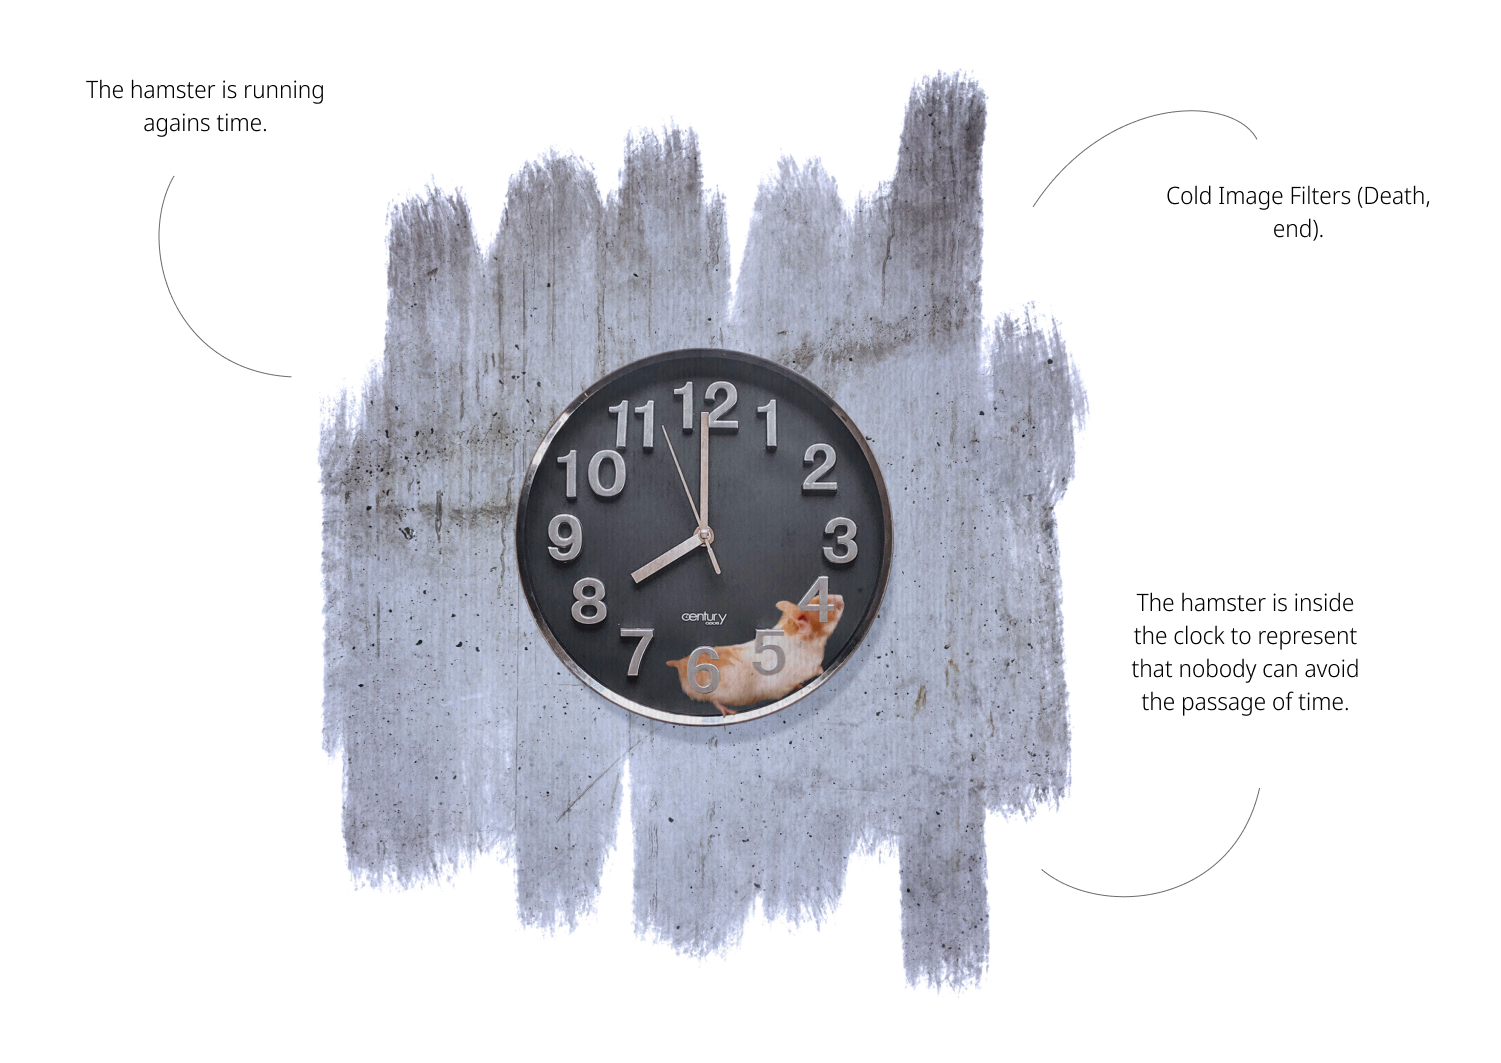 The hamster is running
agains time.
Cold Image Filters (Death,
end).
12
11
1
10
2
9
3
8
4
century
7
5
6
The hamster is inside
the clock to represent
that nobody can avoid
the passage of time.